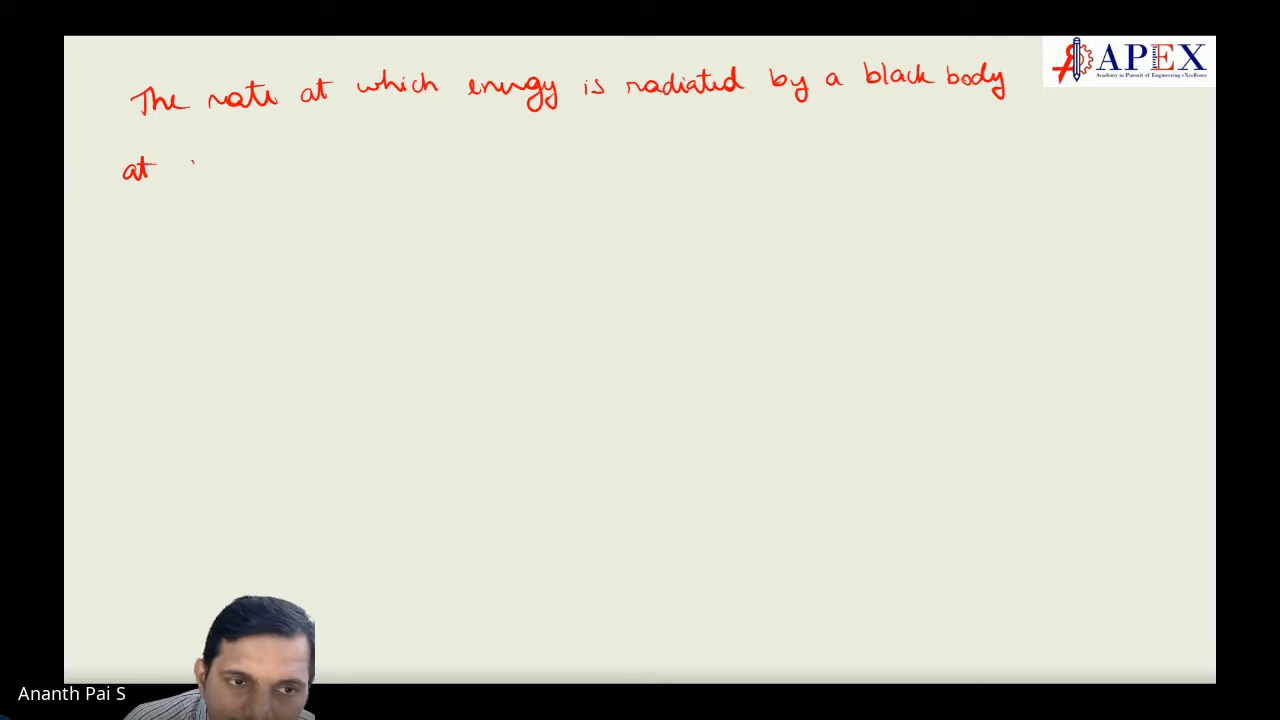 APEX
Academy in Pursuit of Engineering eXcellence
The rate at which energy is radiated by a black body
at
Ananth Pai S